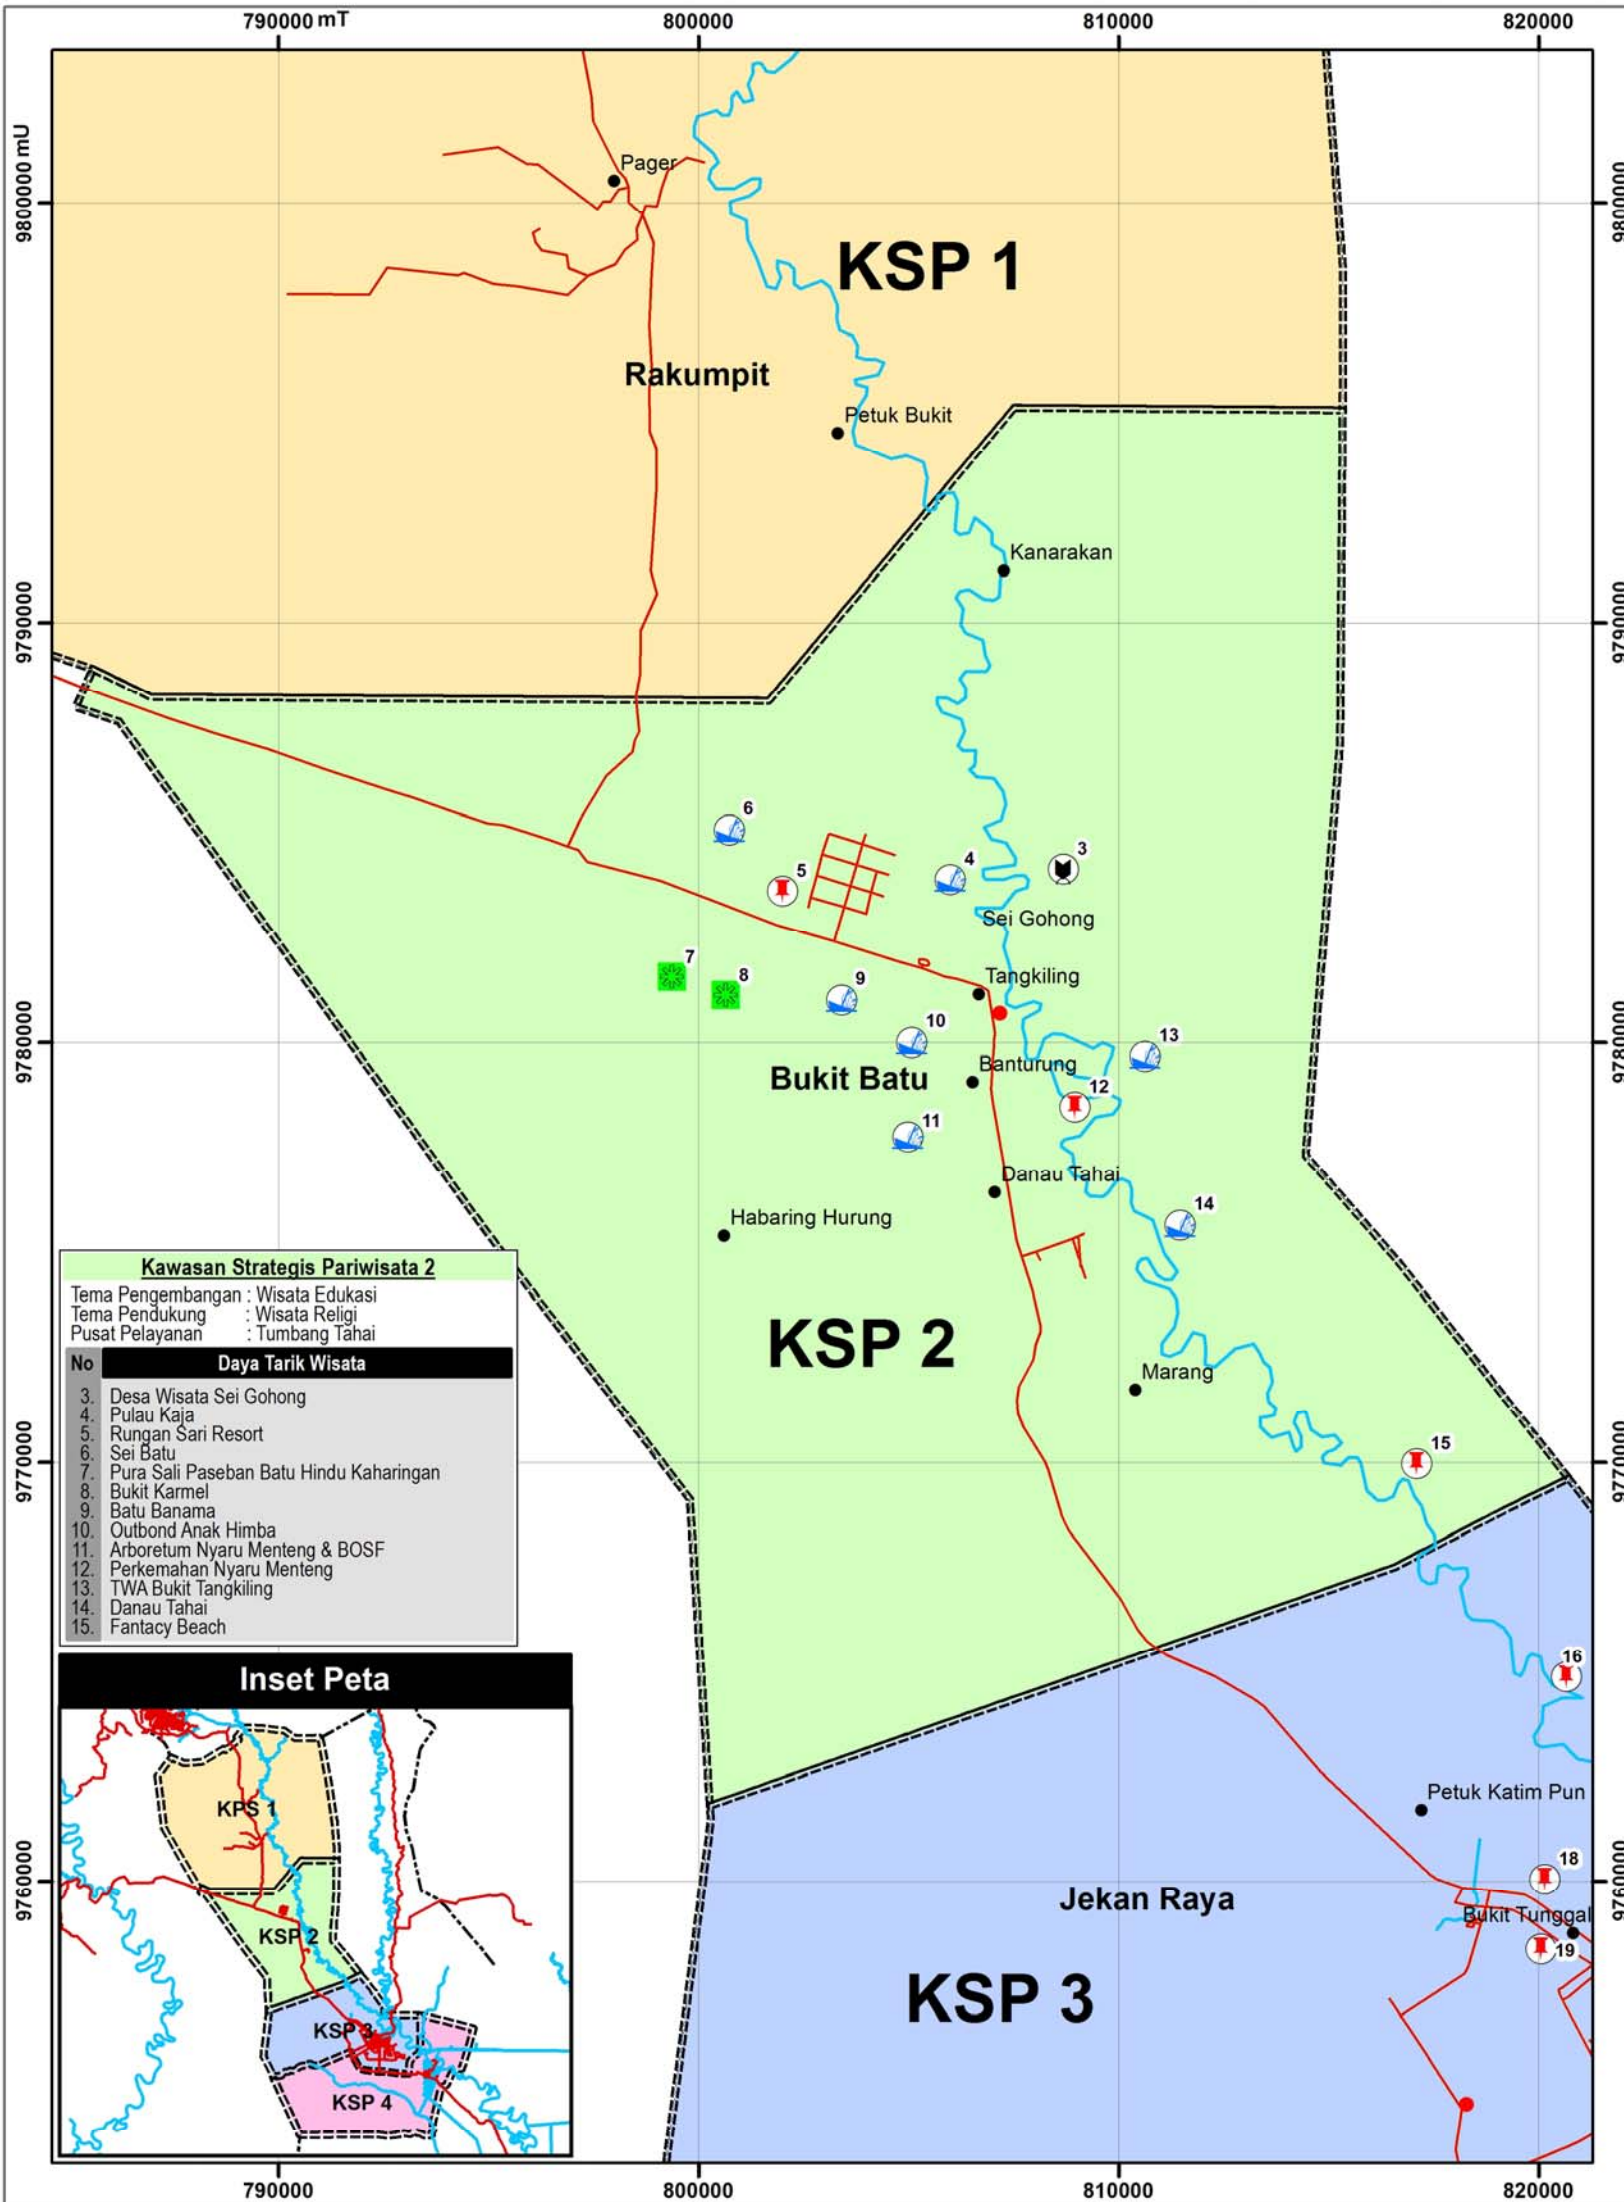 790000 mT
800000
810000
820000
9800000 mU
980000
Pager
KSP 1
Rakumpit
Petuk Bukit
Kanarakan
9790000
9790000
6
5
4
3
Sei Gohong
7
8
9
Tangkiling
10
13
9780000
9780000
Banturung
Bukit Batu
12
11
Danau Tahai
14
Habaring Hurung
KSP 2
Marang
15
9770000
9770000
Kawasan Strategis Pariwisata 2
Tema Pengembangan : Wisata Edukasi
Tema Pendukung : Wisata Religi
Pusat Pelayanan : Tumbang Tahai
No Daya Tarik Wisata
3. Desa Wisata Sei Gohong
4. Pulau Kaja
5. Rungan Sari Resort
6. Sei Batu
7. Pura Sali Paseban Batu Hindu Kaharingan
8. Bukit Karmel
9. Batu Banama
10. Outbond Anak Himba
11. Arboretum Nyaru Menteng & BOSF
12. Perkemahan Nyaru Menteng
13. TWA Bukit Tangkiling
14. Danau Tahai
15. Fantacy Beach
16
Petuk Katim Pun
18
9760000
9760000
Jekan Raya
Bukit Tunggal
19
KSP 3
Inset Peta
KPS 1
KSP 2
KSP 3
KSP 4
790000
800000
810000
820000